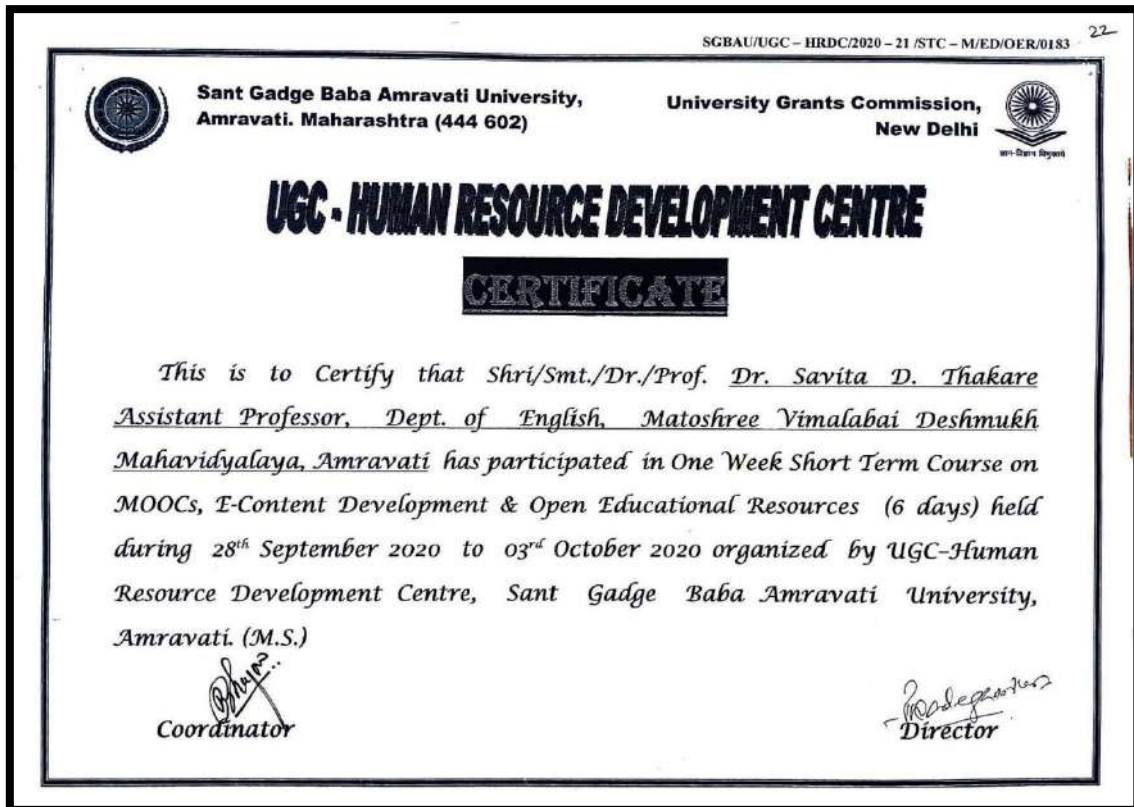 22
SGBAU/UGC – HRDC/2020 – 21 /STC – M/ED/OER/0183
Sant Gadge Baba Amravati University,
Amravati. Maharashtra (444 602)
University Grants Commission,
New Delhi
ज्ञान-विज्ञान विमुक्तये
UGC - HUMAN RESOURCE DEVELOPMENT CENTRE
CERTIFICATE
This is to Certify that Shri/Smt./Dr./Prof. Dr. Savita D. Thakare
Assistant Professor, Dept. of English, Matoshree Vimalabai Deshmukh
Mahavidyalaya, Amravati has participated in One Week Short Term Course on
MOOCs, E-Content Development & Open Educational Resources (6 days) held
during 28th September 2020 to 03rd October 2020 organized by UGC-Human
Resource Development Centre, Sant Gadge Baba Amravati University,
Amravati. (M.S.)
Coordinator
Director